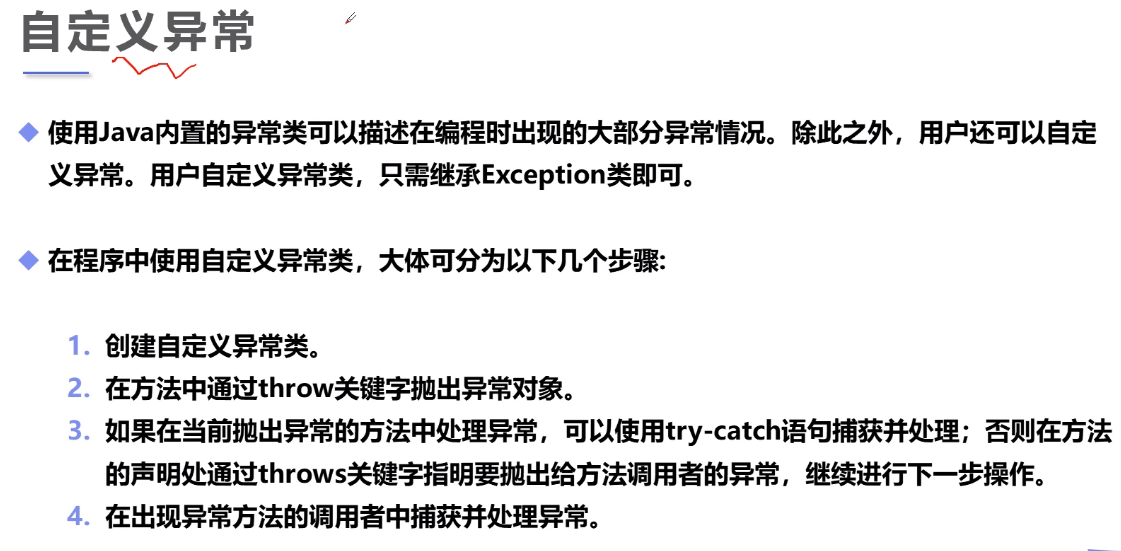 自定义异常
使用Java内置的异常类可以描述在编程时出现的大部分异常情况。除此之外，用户还可以自定
义异常。用户自定义异常类，只需继承Exception类即可。
在程序中使用自定义异常类，大体可分为以下几个步骤:
1. 创建自定义异常类。
2. 在方法中通过throw关键字抛出异常对象。
3. 如果在当前抛出异常的方法中处理异常，可以使用try-catch语句捕获并处理；否则在方法
的声明处通过throws关键字指明要抛出给方法调用者的异常，继续进行下一步操作。
4. 在出现异常方法的调用者中捕获并处理异常。